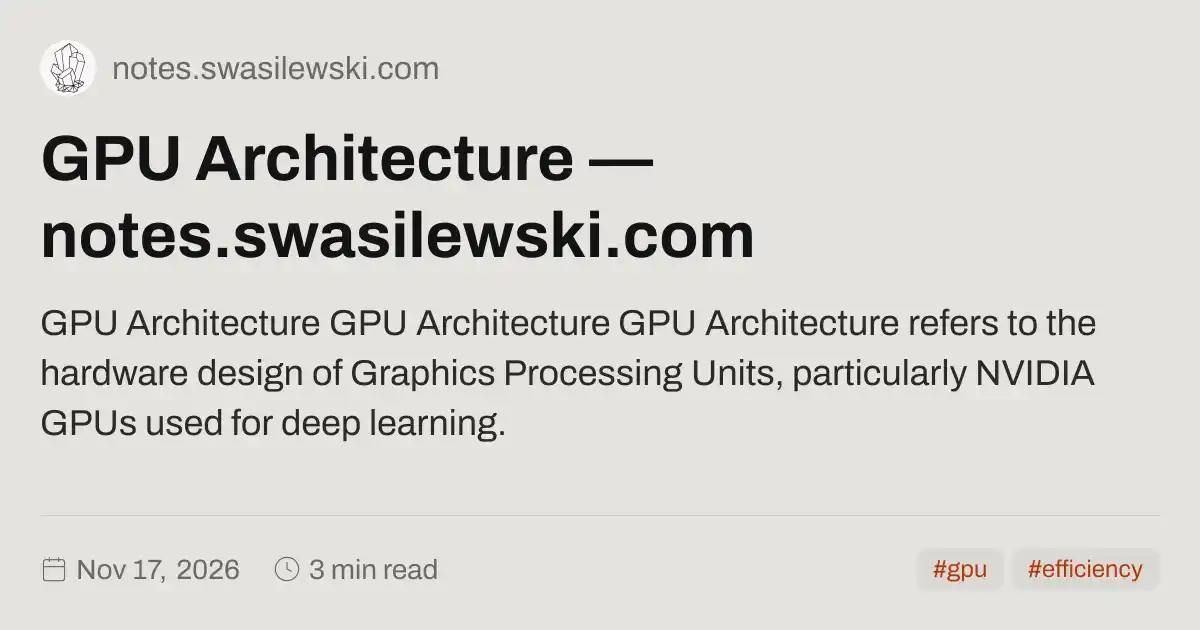 notes.swasilewski.com
GPU Architecture —
notes.swasilewski.com
GPU Architecture GPU Architecture GPU Architecture refers to the
hardware design of Graphics Processing Units, particularly NVIDIA
GPUs used for deep learning.
Nov 17, 2026 3 min read #gpu #efficiency